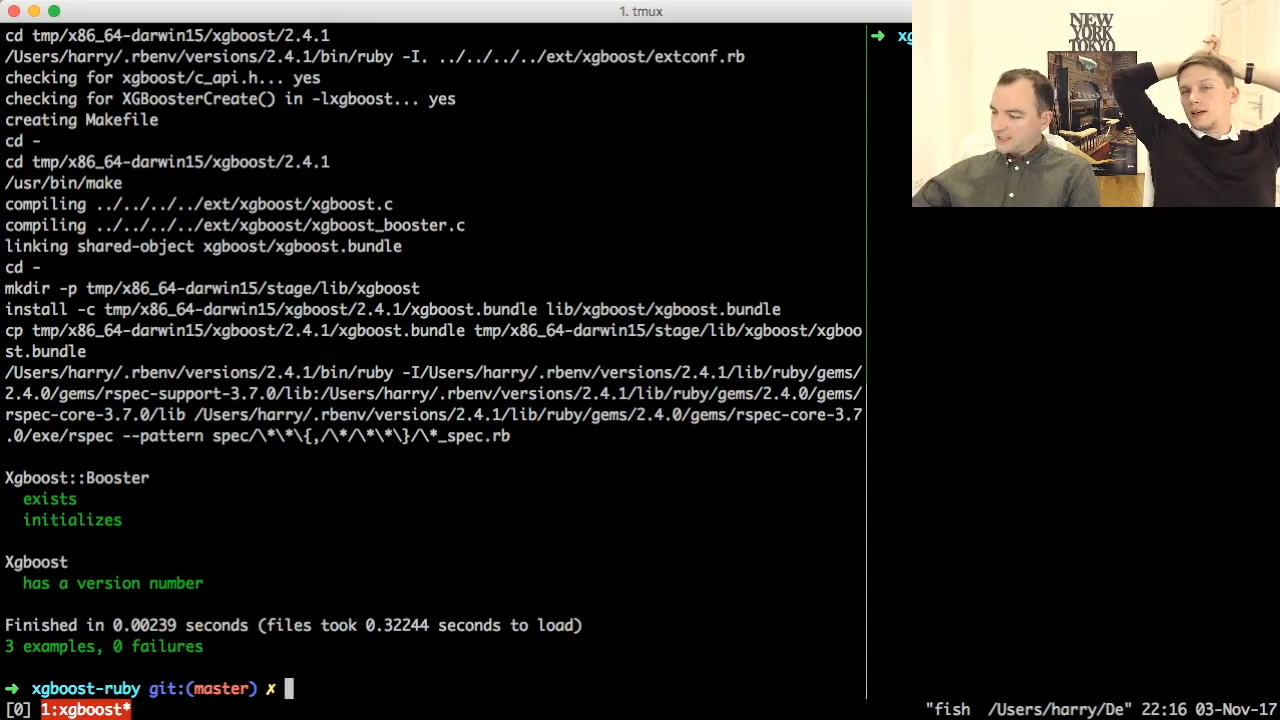 1. tmux
cd tmp/x86_64-darwin15/xgboost/2.4.1
/Users/harry/.rbenv/versions/2.4.1/bin/ruby -I. ../../../../ext/xgboost/extconf.rb
checking for xgboost/c_api.h... yes
checking for XGBoosterCreate() in -lxgboost... yes
creating Makefile
cd -
cd tmp/x86_64-darwin15/xgboost/2.4.1
/usr/bin/make
compiling ../../../../ext/xgboost/xgboost.c
compiling ../../../../ext/xgboost/xgboost_booster.c
linking shared-object xgboost/xgboost.bundle
cd -
mkdir -p tmp/x86_64-darwin15/stage/lib/xgboost
install -c tmp/x86_64-darwin15/xgboost/2.4.1/xgboost.bundle lib/xgboost/xgboost.bundle
cp tmp/x86_64-darwin15/xgboost/2.4.1/xgboost.bundle tmp/x86_64-darwin15/stage/lib/xgboost/xgboo
st.bundle
/Users/harry/.rbenv/versions/2.4.1/bin/ruby -I/Users/harry/.rbenv/versions/2.4.1/lib/ruby/gems/
2.4.0/gems/rspec-support-3.7.0/lib:/Users/harry/.rbenv/versions/2.4.1/lib/ruby/gems/2.4.0/gems/
rspec-core-3.7.0/lib /Users/harry/.rbenv/versions/2.4.1/lib/ruby/gems/2.4.0/gems/rspec-core-3.7
.0/exe/rspec --pattern spec/\*\*\{,/\*/\*\*\}/\*_spec.rb
Xgboost::Booster
exists
initializes
Xgboost
has a version number
Finished in 0.00239 seconds (files took 0.32244 seconds to load)
3 examples, 0 failures
➜ xgboost-ruby git:(master) ✗
[0] 1:xgboost* "fish /Users/harry/De" 22:16 03-Nov-17
➜ xg
NEW
YORK
TOKYO